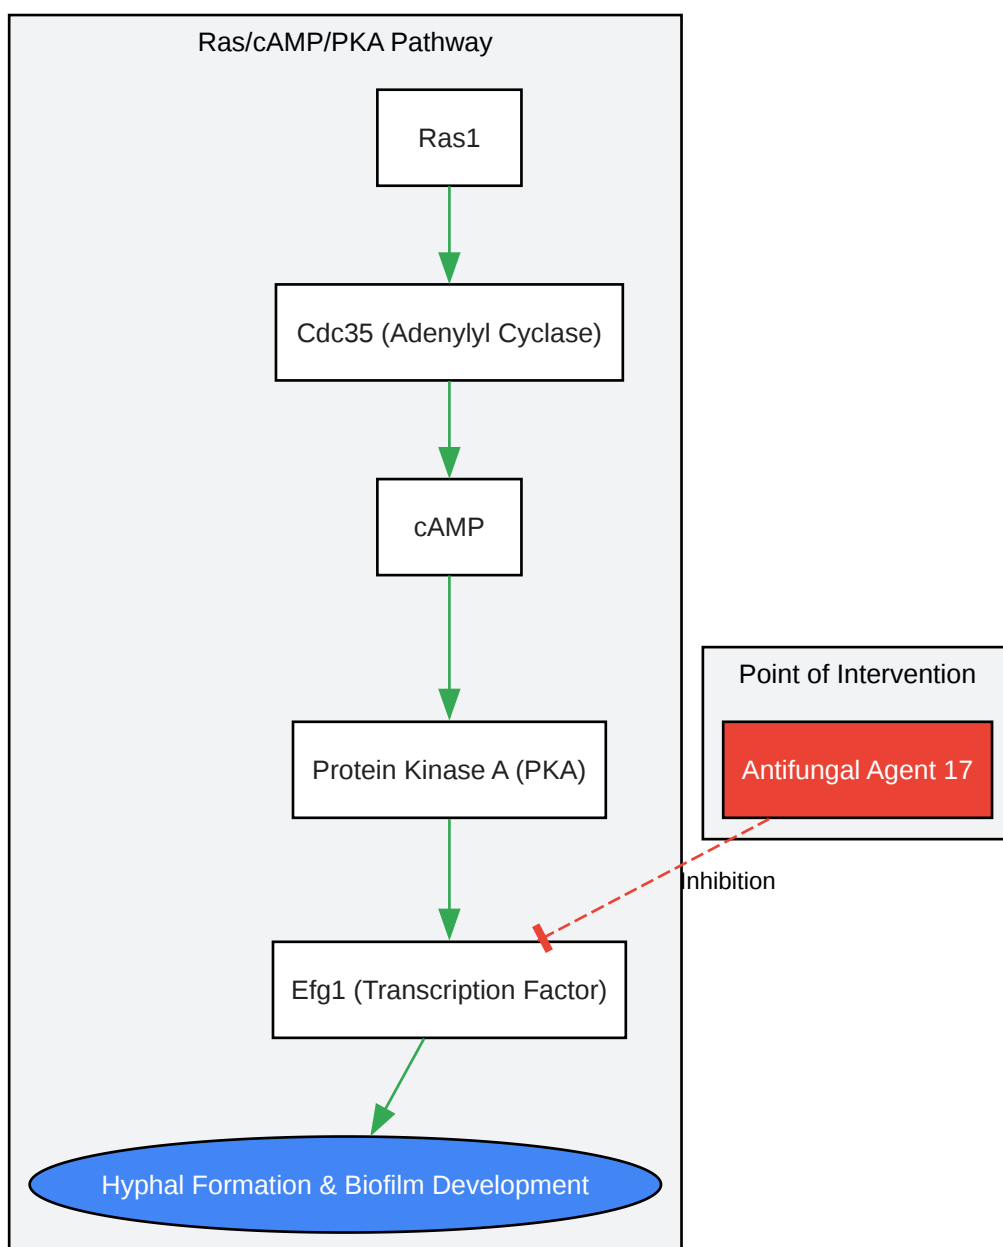 Ras/cAMP/PKA Pathway
Ras1
Cdc35 (Adenylyl Cyclase)
cAMP
Point of Intervention
Protein Kinase A (PKA)
Antifungal Agent 17
Inhibition
Efg1 (Transcription Factor)
Hyphal Formation & Biofilm Development